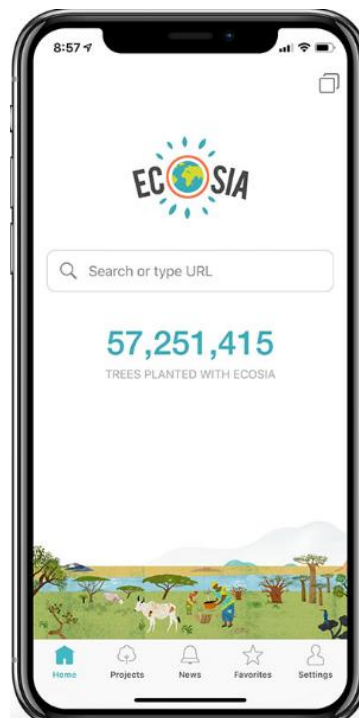 8:57
ECOSIA
Search or type URL
57,251,415
TREES PLANTED WITH ECOSIA
Home Projects News Favorites Settings